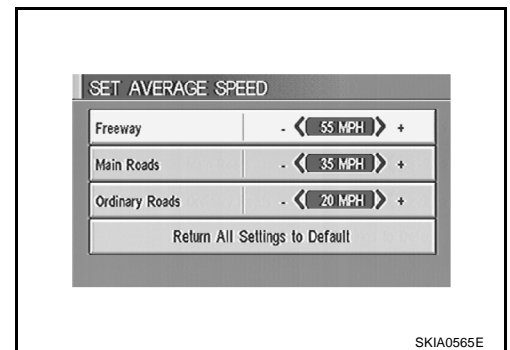 SET AVERAGE SPEED
Freeway - 55 MPH +
Main Roads - 35 MPH +
Ordinary Roads - 20 MPH +
Return All Settings to Default
SKIA0565E